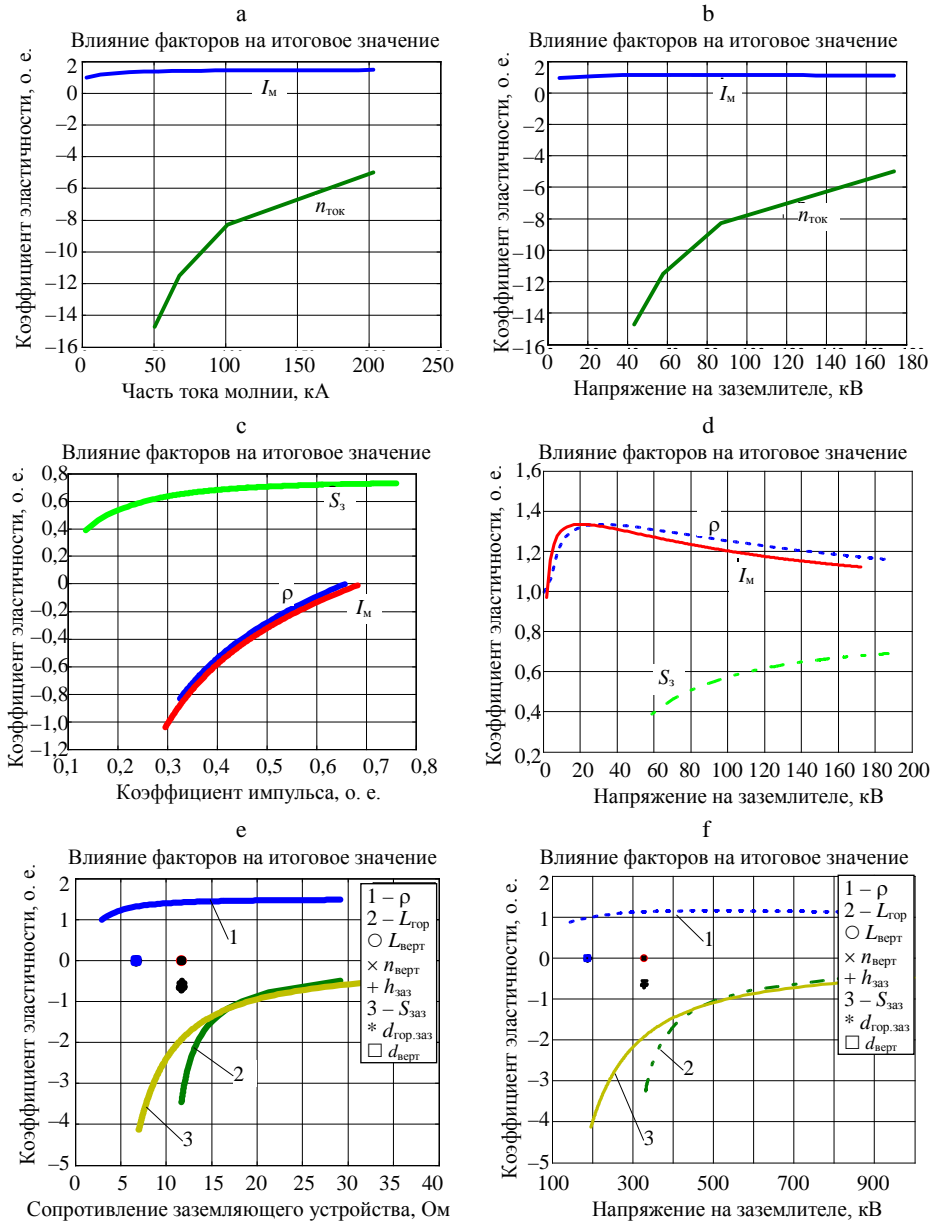 a
Влияние факторов на итоговое значение
Коэффициент эластичности, о. е.
2
0
−2
−4
−6
−8
−10
−12
−14
−16
Iм
nток
0 50 100 150 200 250
Часть тока молнии, кА
b
Влияние факторов на итоговое значение
Коэффициент эластичности, о. е.
2
0
−2
−4
−6
−8
−10
−12
−14
−16
Iм
nток
0 20 40 60 80 100 120 140 160 180
Напряжение на заземлителе, кВ
c
Влияние факторов на итоговое значение
Коэффициент эластичности, о. е.
0,8
0,6
0,4
0,2
0
−0,2
−0,4
−0,6
−0,8
−1,0
−1,2
Sз
ρ
Iм
0,1 0,2 0,3 0,4 0,5 0,6 0,7 0,8
Коэффициент импульса, о. е.
d
Влияние факторов на итоговое значение
Коэффициент эластичности, о. е.
1,6
1,4
1,2
1,0
0,8
0,6
0,4
0,2
ρ
Iм
Sз
0 20 40 60 80 100 120 140 160 180 200
Напряжение на заземлителе, кВ
e
Влияние факторов на итоговое значение
Коэффициент эластичности, о. е.
2
1
0
−1
−2
−3
−4
−5
1
2
3
1 – ρ
2 – Lгор
○ Lверт
× nверт
+ hзаз
3 – Sзаз
* dгор.заз
□ dверт
0 5 10 15 20 25 30 35 40
Сопротивление заземляющего устройства, Ом
f
Влияние факторов на итоговое значение
Коэффициент эластичности, о. е.
2
1
0
−1
−2
−3
−4
−5
1
2
3
1 – ρ
2 – Lгор
○ Lверт
× nверт
+ hзаз
3 – Sзаз
* dгор.заз
□ dверт
100 300 500 700 900
Напряжение на заземлителе, кВ